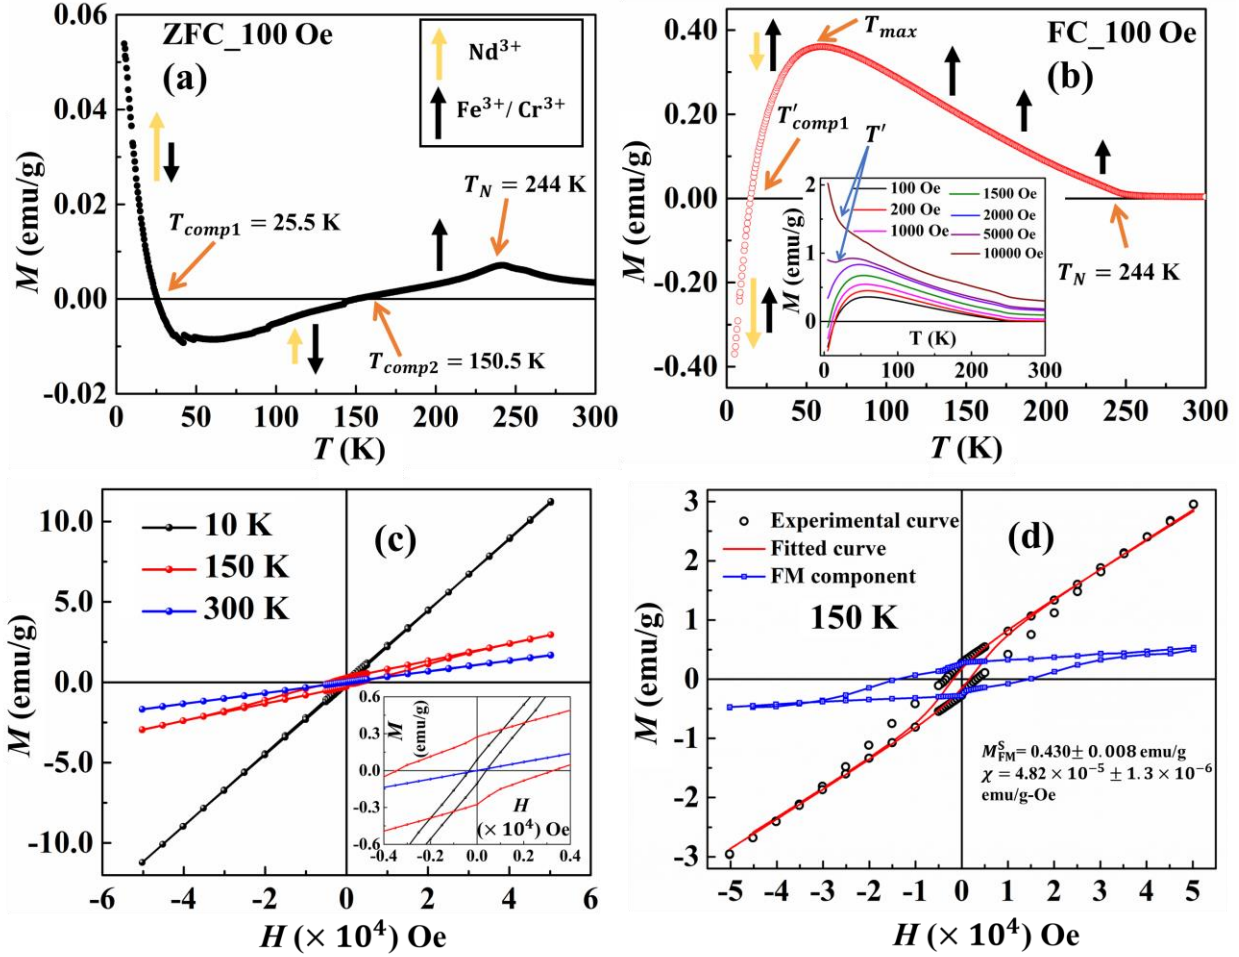 ZFC_100 Oe
(a)
Nd³⁺
Fe³⁺/Cr³⁺
T_comp1 = 25.5 K
T_N = 244 K
T_comp2 = 150.5 K
0.06
0.04
0.02
0.00
-0.02
M (emu/g)
0 50 100 150 200 250 300
T (K)
FC_100 Oe
(b)
T_max
T′_comp1
T′
T_N = 244 K
0.40
0.20
0.00
-0.20
-0.40
M (emu/g)
0 50 100 150 200 250 300
T (K)
100 Oe
200 Oe
1000 Oe
1500 Oe
2000 Oe
5000 Oe
10000 Oe
2
1
0
M (emu/g)
T (K)
0 100 200 300
(c)
10 K
150 K
300 K
10.0
5.0
0.0
-5.0
-10.0
M (emu/g)
-6 -4 -2 0 2 4 6
H (× 10⁴) Oe
0.6
0.3
0.0
-0.3
-0.6
M
(emu/g)
H
(× 10⁴) Oe
-0.4 -0.2 0.0 0.2 0.4
(d)
Experimental curve
Fitted curve
FM component
150 K
M^S_FM = 0.430± 0.008 emu/g
χ = 4.82 × 10⁻⁵ ± 1.3 × 10⁻⁶
emu/g-Oe
3
2
1
0
-1
-2
-3
M (emu/g)
-5 -4 -3 -2 -1 0 1 2 3 4 5
H (× 10⁴) Oe